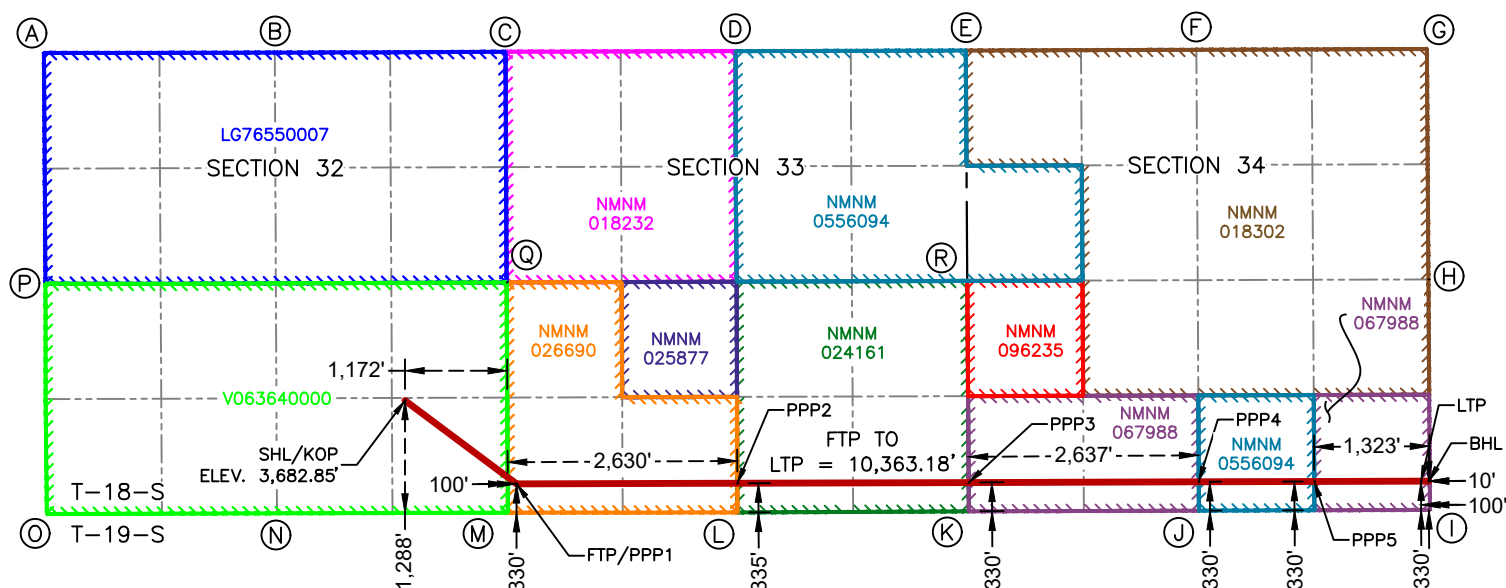 A
B
C
D
E
F
G
LG76550007
SECTION 32
SECTION 33
SECTION 34
NMNM
018232
NMNM
0556094
NMNM
018302
P
Q
R
H
NMNM
026690
NMNM
025877
NMNM
024161
NMNM
096235
NMNM
067988
1,172'
V063640000
SHL/KOP
ELEV. 3,682.85'
PPP2
FTP TO
LTP = 10,363.18'
PPP3
NMNM
067988
PPP4
NMNM
0556094
LTP
BHL
1,323'
2,630'
2,637'
100'
10'
100'
T-18-S
T-19-S
O
N
M
L
K
J
I
FTP/PPP1
PPP5
1,288'
330'
335'
330'
330'
330'
330'